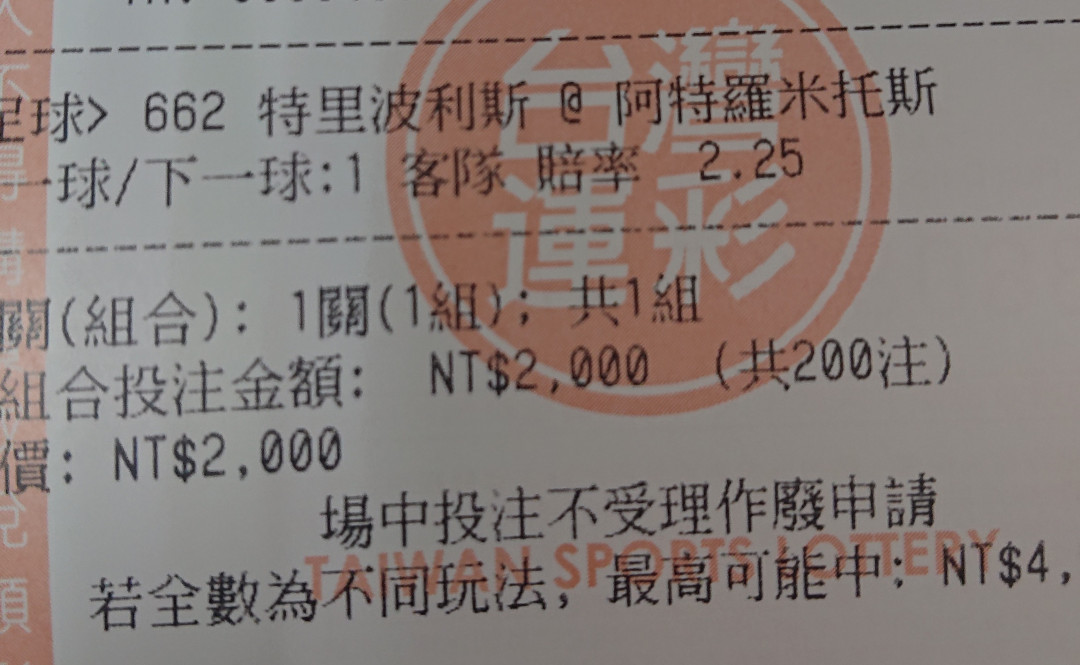 足球> 662 特里波利斯 @ 阿特羅米托斯
一球/下一球:1 客隊 賠率 2.25
關(組合): 1關(1組); 共1組
組合投注金額: NT$2,000 (共200注)
價: NT$2,000
場中投注不受理作廢申請
若全數為不同玩法, 最高可能中: NT$4,
台灣運彩
TAIWAN SPORTS LOTTERY